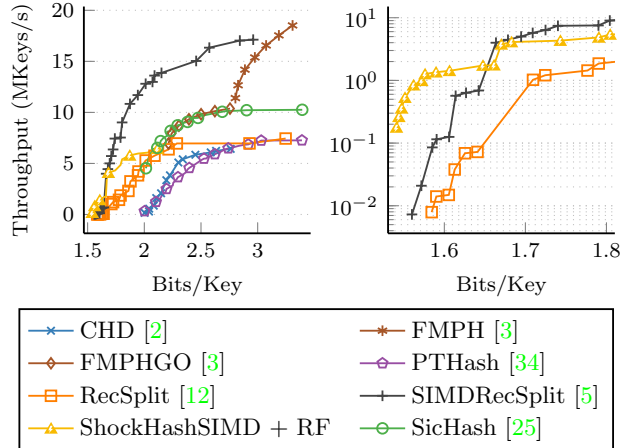 Throughput (MKeys/s)
20
15
10
5
0
1.5 2 2.5 3
Bits/Key
10^1
10^0
10^−1
10^−2
1.6 1.7 1.8
Bits/Key
CHD [2]
FMPH [3]
FMPHGO [3]
PTHash [34]
RecSplit [12]
SIMDRecSplit [5]
ShockHashSIMD + RF
SicHash [25]